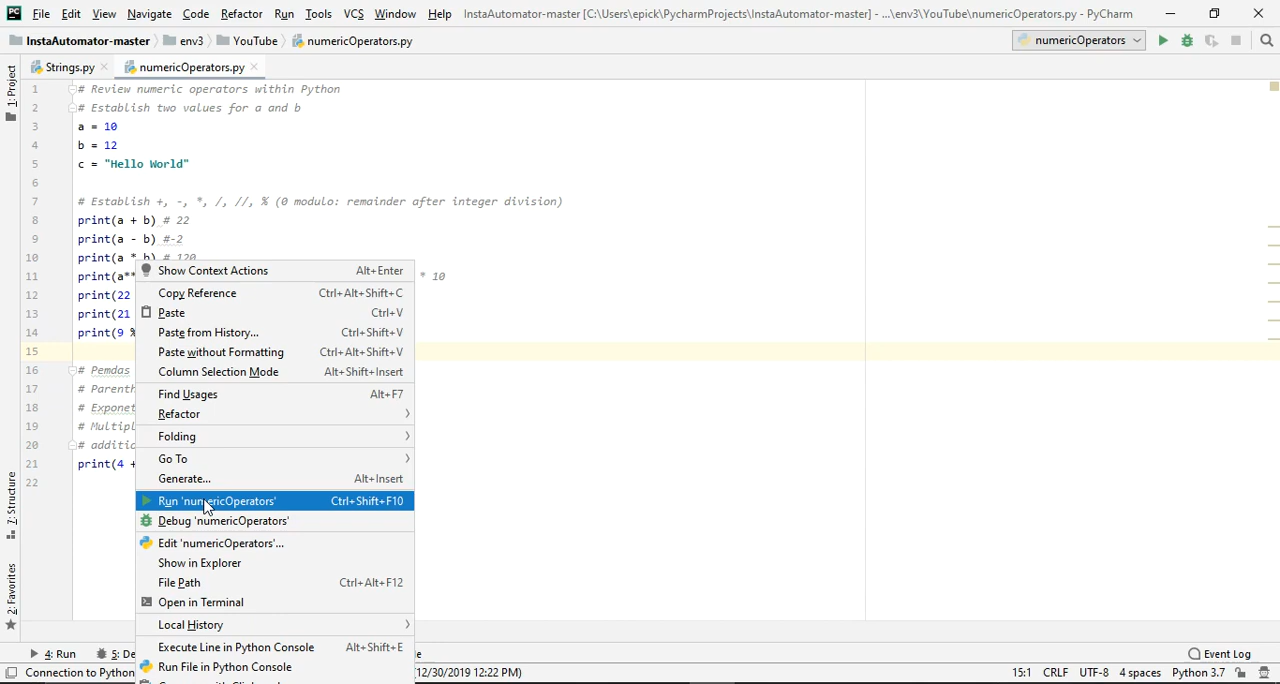 PC File Edit View Navigate Code Refactor Run Tools VCS Window Help InstaAutomator-master [C:\Users\epick\PycharmProjects\InstaAutomator-master] - ...\env3\YouTube\numericOperators.py - PyCharm
InstaAutomator-master env3 YouTube numericOperators.py numericOperators
Strings.py numericOperators.py
1: Project
1 # Review numeric operators within Python
2 # Establish two values for a and b
3 a = 10
4 b = 12
5 c = "Hello World"
6
7 # Establish +, -, *, /, //, % (0 modulo: remainder after integer division)
8 print(a + b) # 22
9 print(a - b) #-2
10 print(a * b) # 120
11 print(a** * 10
12 print(22
13 print(21
14 print(9 %
15
16 # Pemdas
17 # Parenth
18 # Exponet
19 # Multipl
20 # additio
21 print(4 +
22
Show Context Actions Alt+Enter
Copy Reference Ctrl+Alt+Shift+C
Paste Ctrl+V
Paste from History... Ctrl+Shift+V
Paste without Formatting Ctrl+Alt+Shift+V
Column Selection Mode Alt+Shift+Insert
Find Usages Alt+F7
Refactor
Folding
Go To
Generate... Alt+Insert
Run 'numericOperators' Ctrl+Shift+F10
Debug 'numericOperators'
Edit 'numericOperators'...
Show in Explorer
File Path Ctrl+Alt+F12
Open in Terminal
Local History
Execute Line in Python Console Alt+Shift+E
Run File in Python Console
7: Structure
2: Favorites
4: Run 5: De Event Log
Connection to Python 12/30/2019 12:22 PM) 15:1 CRLF UTF-8 4 spaces Python 3.7